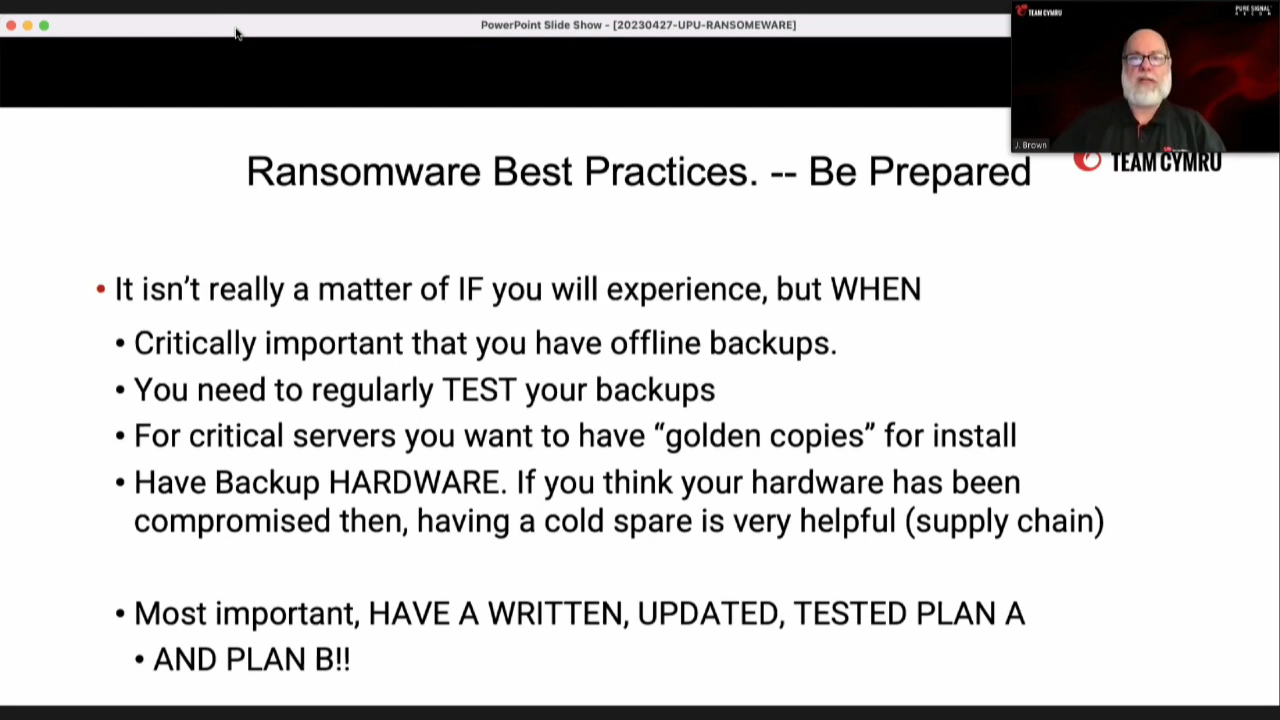 PowerPoint Slide Show - [20230427-UPU-RANSOMEWARE]
TEAM CYMRU
PURE SIGNAL
RECON
J. Brown
TEAM CYMRU
Ransomware Best Practices. -- Be Prepared
• It isn’t really a matter of IF you will experience, but WHEN
• Critically important that you have offline backups.
• You need to regularly TEST your backups
• For critical servers you want to have “golden copies” for install
• Have Backup HARDWARE. If you think your hardware has been
compromised then, having a cold spare is very helpful (supply chain)
• Most important, HAVE A WRITTEN, UPDATED, TESTED PLAN A
• AND PLAN B!!